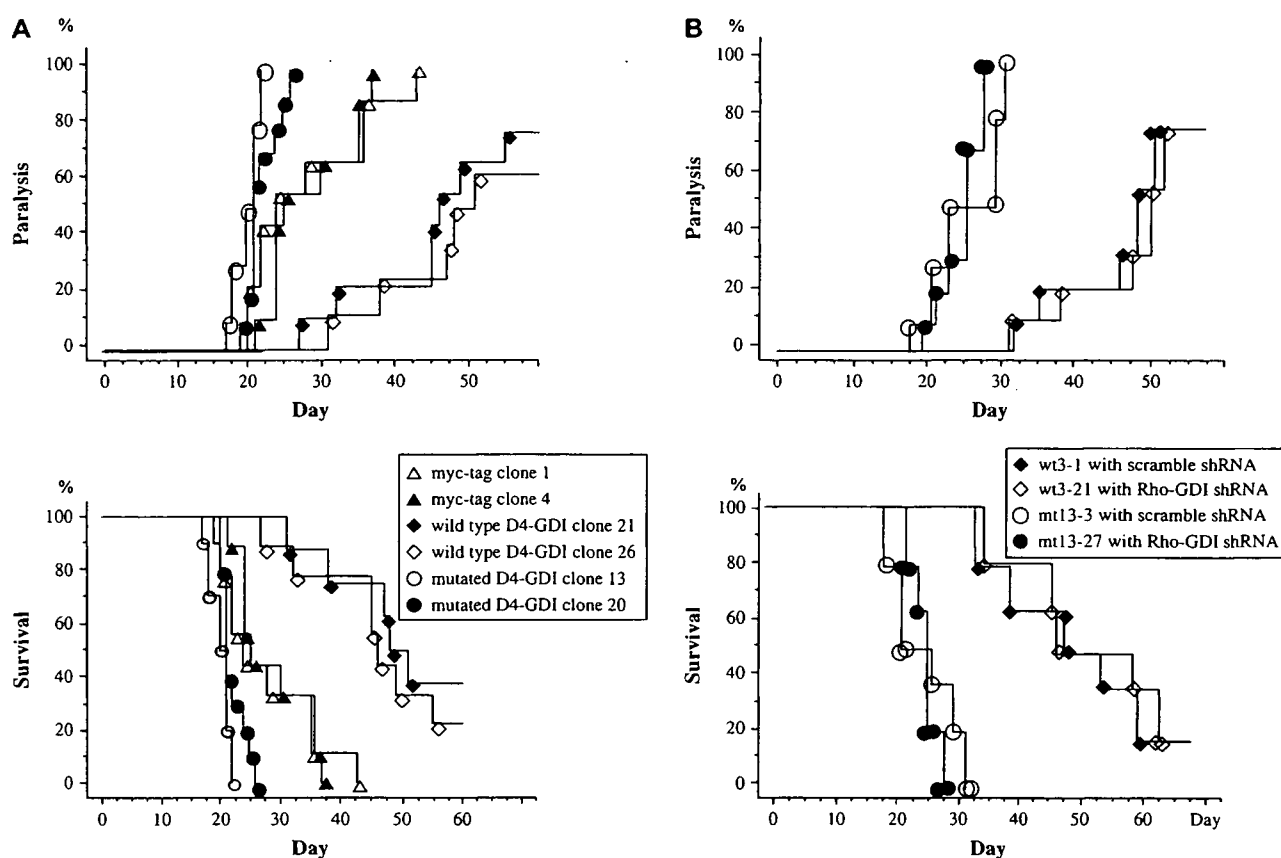 A
%
100
80
60
40
20
0
Paralysis
0 10 20 30 40 50
Day
%
100
80
60
40
20
0
Survival
0 10 20 30 40 50 60
Day
myc-tag clone 1
myc-tag clone 4
wild type D4-GDI clone 21
wild type D4-GDI clone 26
mutated D4-GDI clone 13
mutated D4-GDI clone 20
B
%
100
80
60
40
20
0
Paralysis
0 10 20 30 40 50
Day
%
100
80
60
40
20
0
Survival
0 10 20 30 40 50 60 Day
Day
wt3-1 with scramble shRNA
wt3-21 with Rho-GDI shRNA
mt13-3 with scramble shRNA
mt13-27 with Rho-GDI shRNA